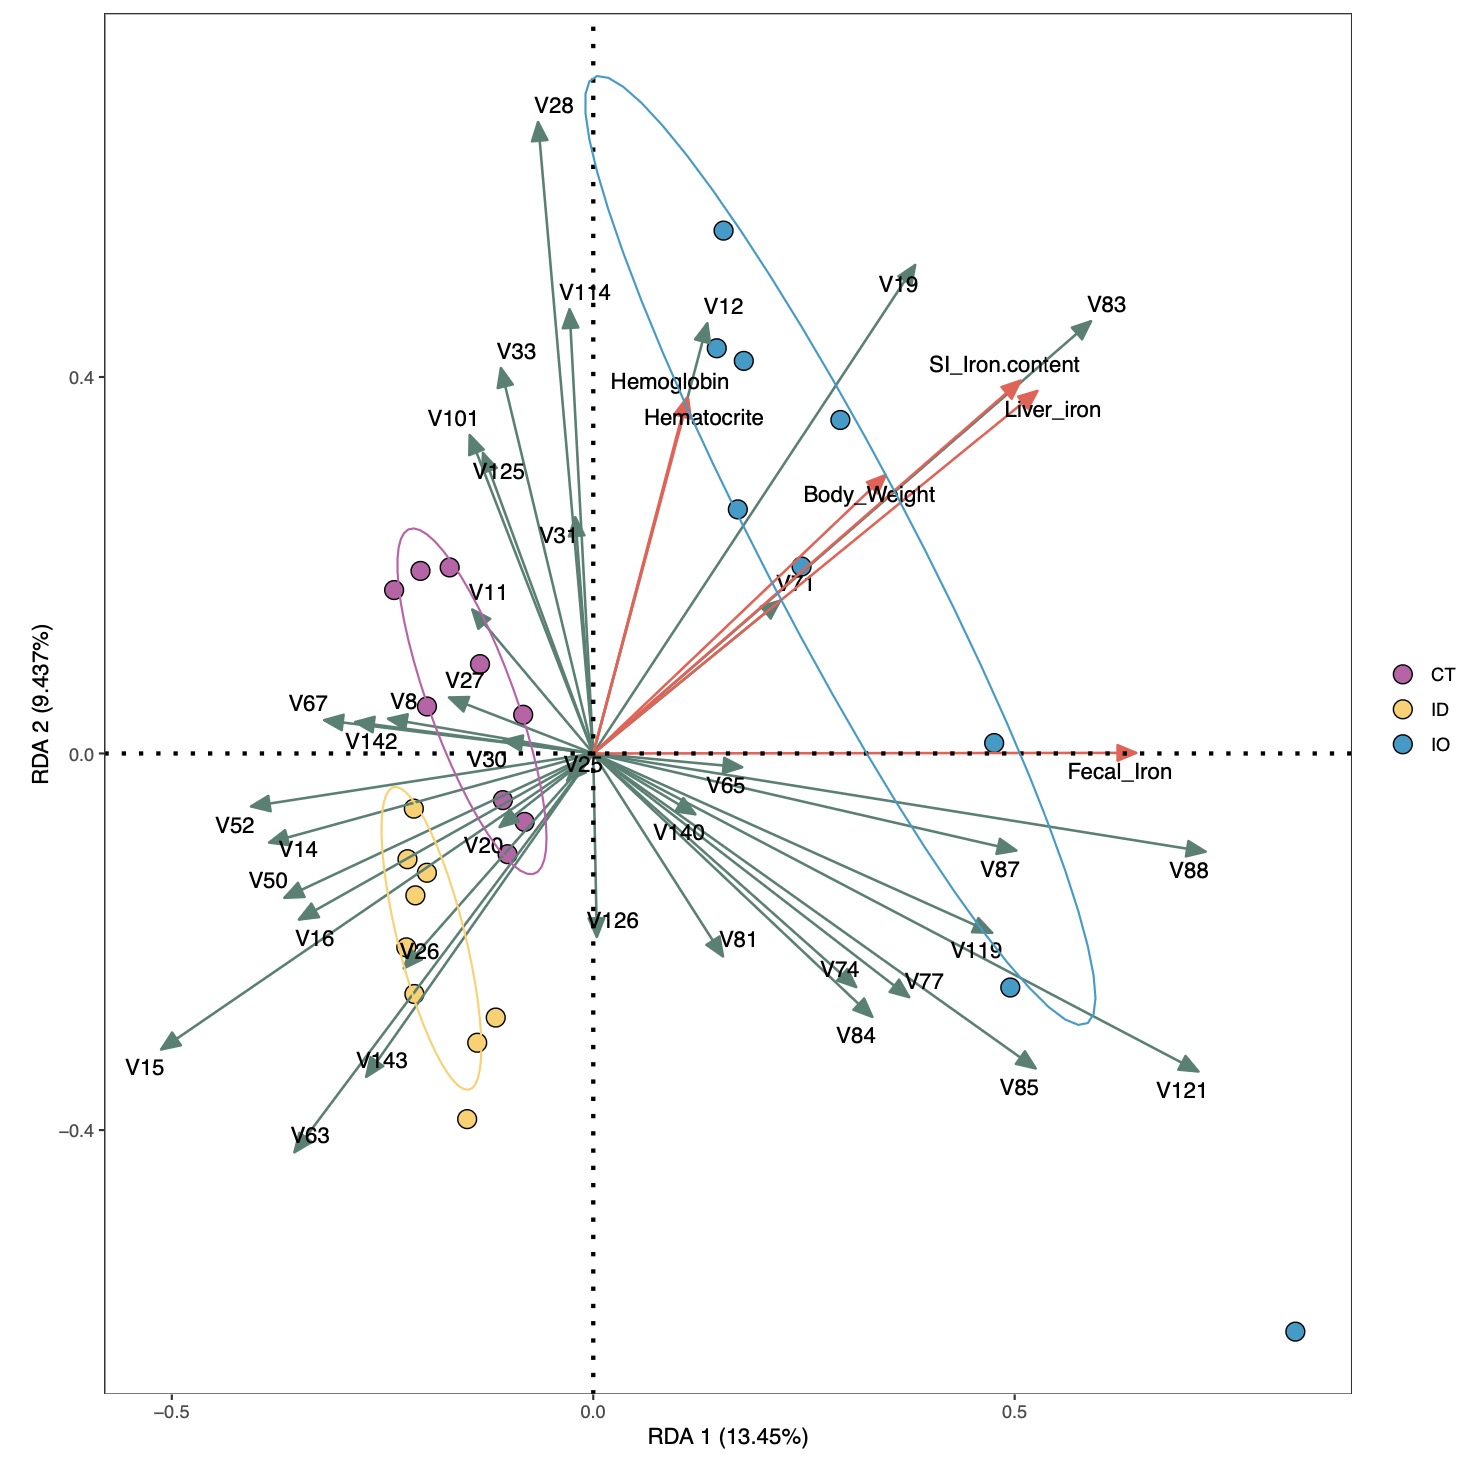 V28
V19
V114
V83
V12
V33
SI_Iron.content
0.4
Hemoglobin
Liver_iron
V101
Hematocrite
V125
Body_Weight
V31
V71
V11
CT
V27
V67
V8
ID
V142
IO
0.0
V30
V25
Fecal_Iron
V65
V52
V140
V20
V14
V87
V88
V50
V126
V16
V81
V26
V119
V74
V77
V84
V143
V15
V85
V121
−0.4
V63
−0.5
0.0
0.5
RDA 1 (13.45%)
RDA 2 (9.437%)